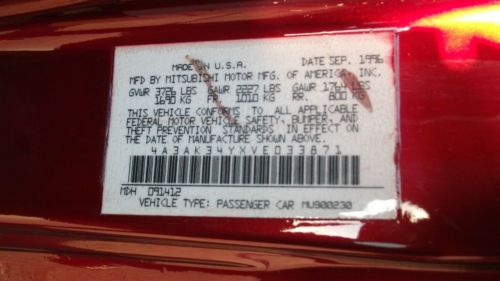 MADE IN U.S.A. DATE SEP. 1996
MFD BY MITSUBISHI MOTOR MFG. OF AMERICA, INC.
GVWR 3726 LBS GAWR 2227 LBS GAWR 1764 LBS
1690 KG FR. 1010 KG RR. 800 KG
THIS VEHICLE CONFORMS TO ALL APPLICABLE
FEDERAL MOTOR VEHICLE SAFETY, BUMPER, AND
THEFT PREVENTION STANDARDS IN EFFECT ON
THE DATE OF MANUFACTURE SHOWN ABOVE.
4A3AK34YXVE033871
MDH 091412
VEHICLE TYPE: PASSENGER CAR MU900230